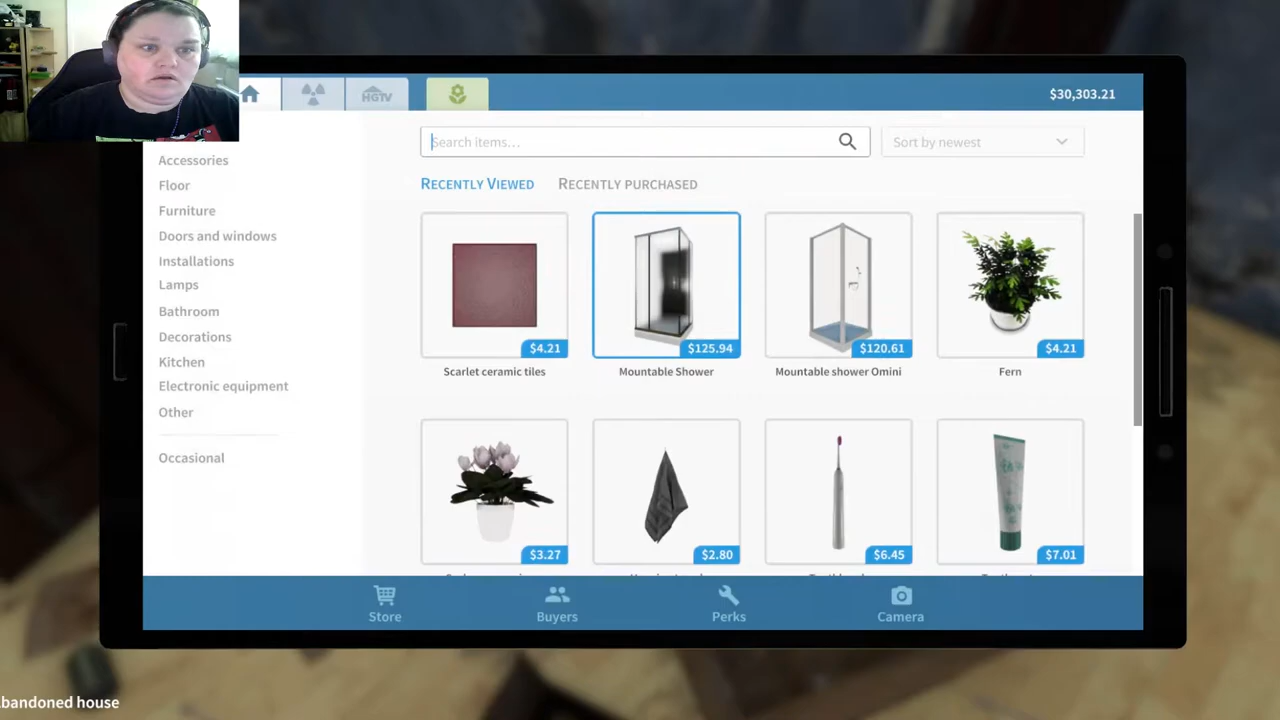 HGTV
$30,303.21
Search items...
Sort by newest
RECENTLY VIEWED
RECENTLY PURCHASED
Accessories
Floor
Furniture
Doors and windows
Installations
Lamps
Bathroom
Decorations
Kitchen
Electronic equipment
Other
Occasional
$4.21
Scarlet ceramic tiles
$125.94
Mountable Shower
$120.61
Mountable shower Omini
$4.21
Fern
$3.27
$2.80
$6.45
$7.01
Store
Buyers
Perks
Camera
bandoned house